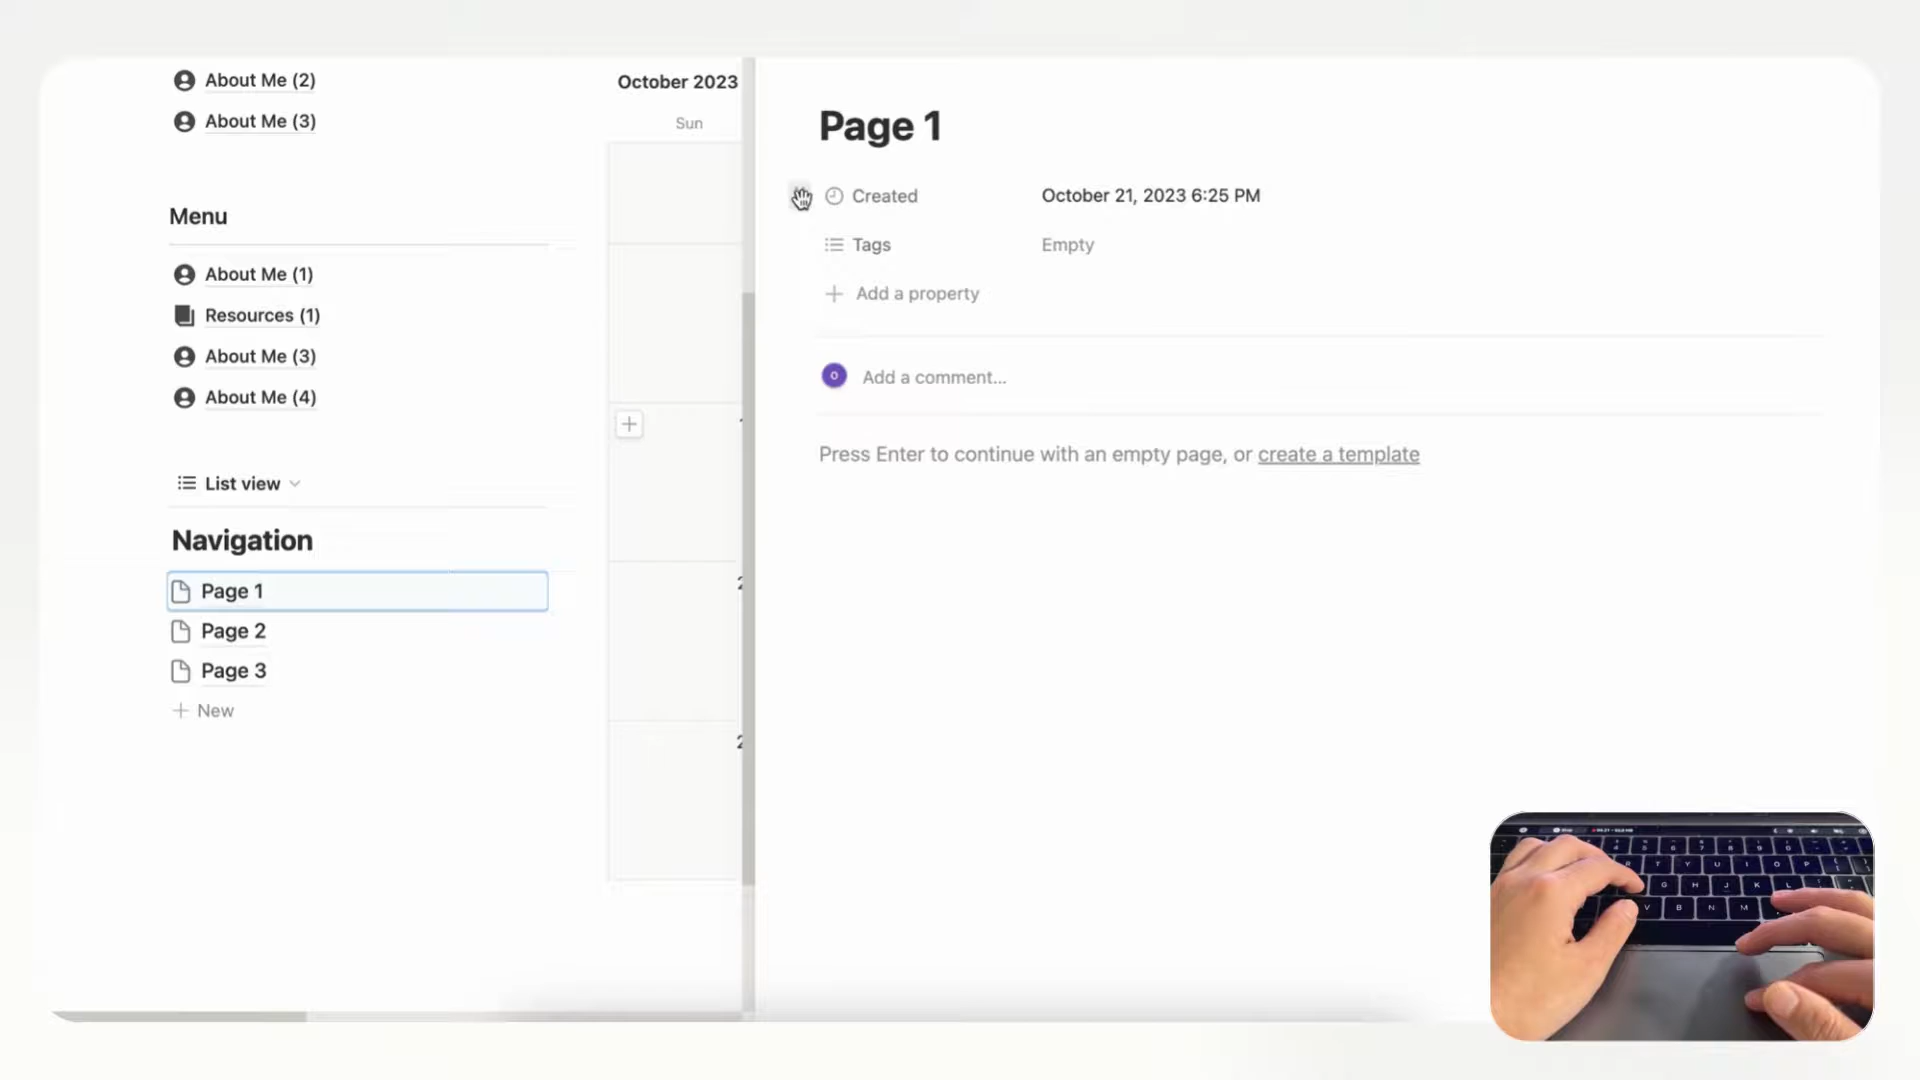 About Me (2)
About Me (3)
Menu
About Me (1)
Resources (1)
About Me (3)
About Me (4)
List view
Navigation
Page 1
Page 2
Page 3
New
October 2023
Sun
Page 1
Created October 21, 2023 6:25 PM
Tags Empty
Add a property
O
Add a comment...
Press Enter to continue with an empty page, or create a template